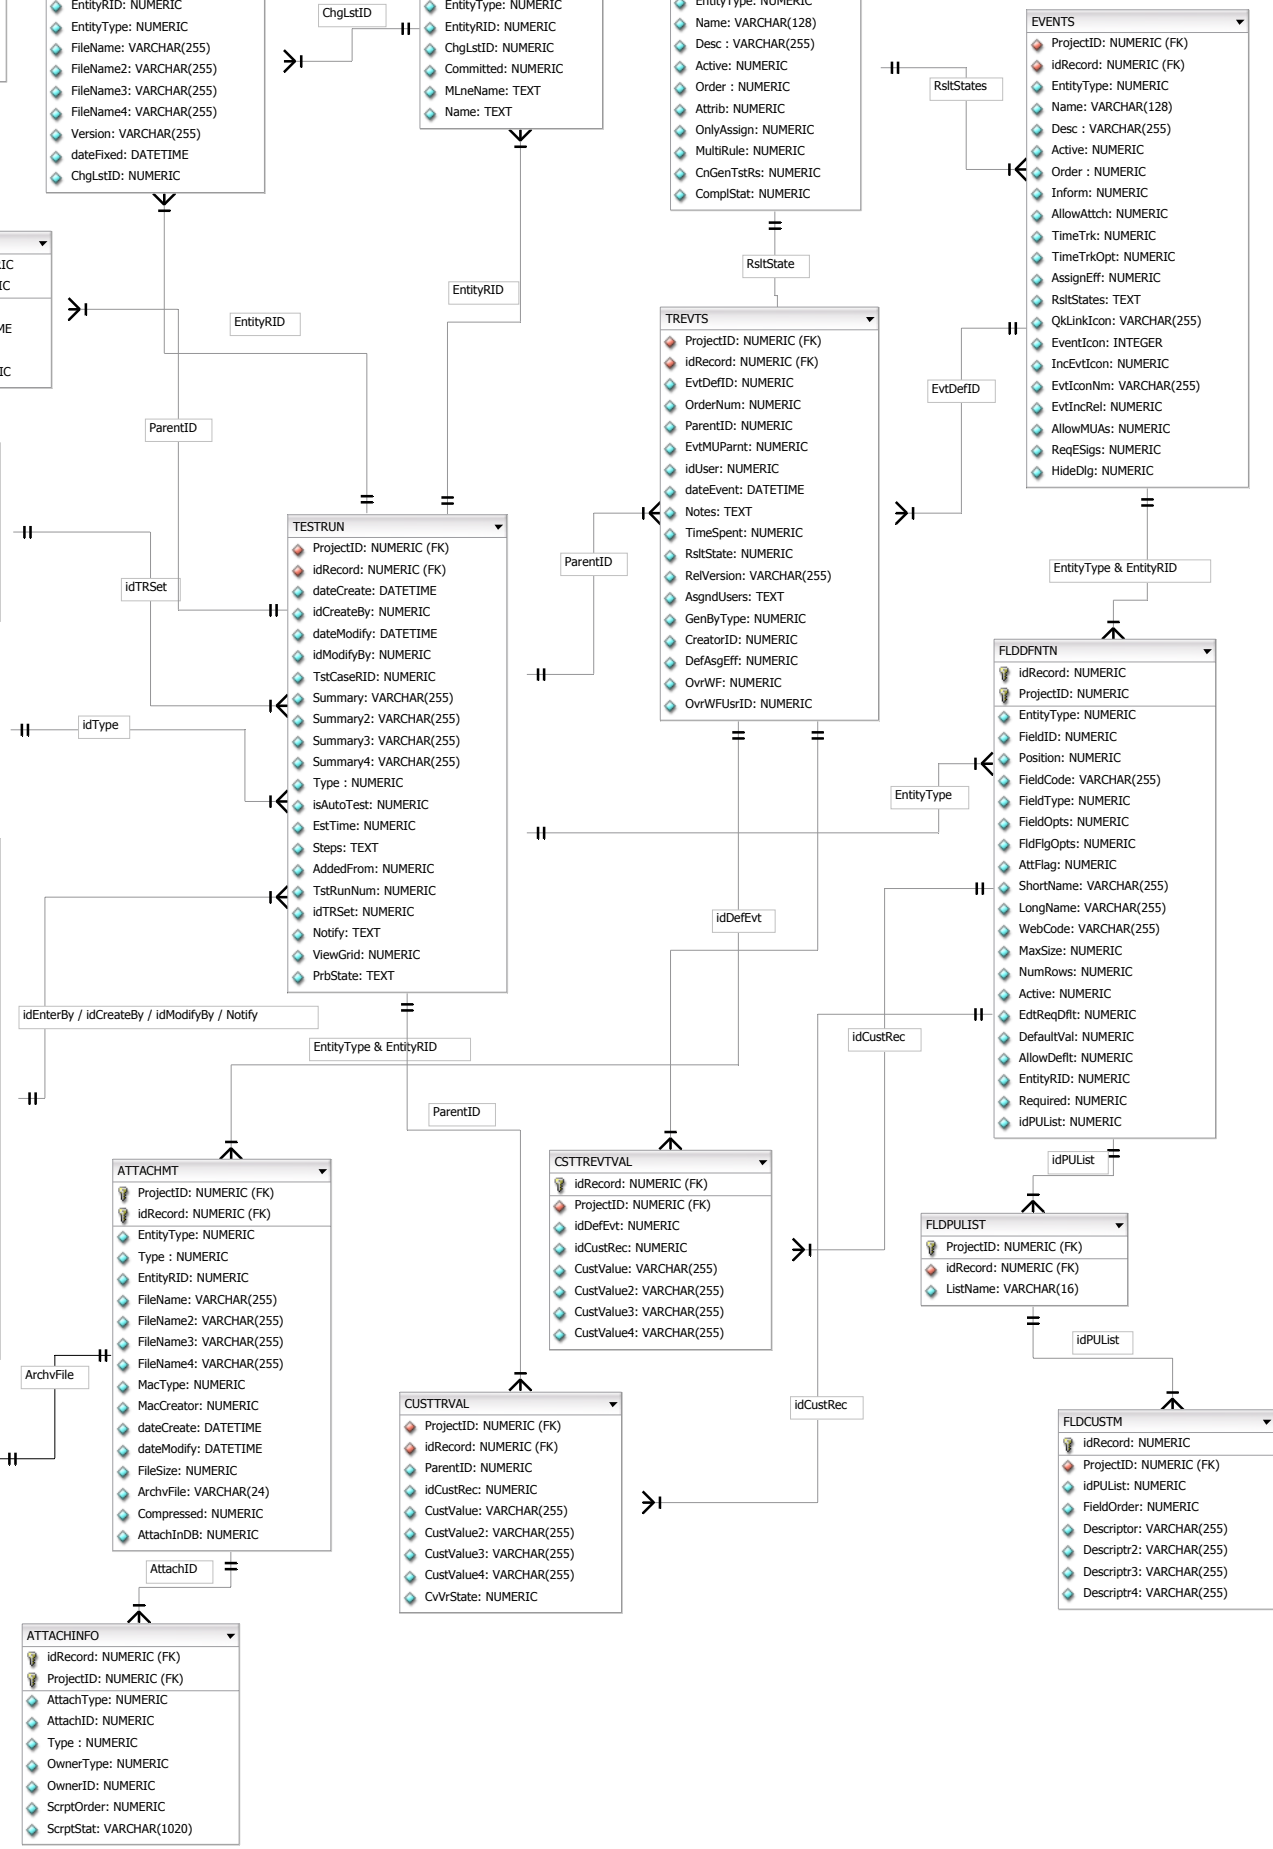 EntityRID: NUMERIC
EntityType: NUMERIC
FileName: VARCHAR(255)
FileName2: VARCHAR(255)
FileName3: VARCHAR(255)
FileName4: VARCHAR(255)
Version: VARCHAR(255)
dateFixed: DATETIME
ChgLstID: NUMERIC
ChgLstID
EntityType: NUMERIC
EntityRID: NUMERIC
ChgLstID: NUMERIC
Committed: NUMERIC
MLneName: TEXT
Name: TEXT
EntityType: NUMERIC
Name: VARCHAR(128)
Desc : VARCHAR(255)
Active: NUMERIC
Order : NUMERIC
Attrib: NUMERIC
OnlyAssign: NUMERIC
MultiRule: NUMERIC
CnGenTstRs: NUMERIC
ComplStat: NUMERIC
RsltStates
EVENTS
ProjectID: NUMERIC (FK)
idRecord: NUMERIC (FK)
EntityType: NUMERIC
Name: VARCHAR(128)
Desc : VARCHAR(255)
Active: NUMERIC
Order : NUMERIC
Inform: NUMERIC
AllowAttch: NUMERIC
TimeTrk: NUMERIC
TimeTrkOpt: NUMERIC
AssignEff: NUMERIC
RsltStates: TEXT
QkLinkIcon: VARCHAR(255)
EventIcon: INTEGER
IncEvtIcon: NUMERIC
EvtIconNm: VARCHAR(255)
EvtIncRel: NUMERIC
AllowMUAs: NUMERIC
ReqESigs: NUMERIC
HideDlg: NUMERIC
IC
IC
ME
IC
RsltState
EntityRID
EntityRID
ParentID
EvtDefID
TREVTS
ProjectID: NUMERIC (FK)
idRecord: NUMERIC (FK)
EvtDefID: NUMERIC
OrderNum: NUMERIC
ParentID: NUMERIC
EvtMUParnt: NUMERIC
idUser: NUMERIC
dateEvent: DATETIME
Notes: TEXT
TimeSpent: NUMERIC
RsltState: NUMERIC
RelVersion: VARCHAR(255)
AsgndUsers: TEXT
GenByType: NUMERIC
CreatorID: NUMERIC
DefAsgEff: NUMERIC
OvrWF: NUMERIC
OvrWFUsrID: NUMERIC
TESTRUN
ProjectID: NUMERIC (FK)
idRecord: NUMERIC (FK)
dateCreate: DATETIME
idCreateBy: NUMERIC
dateModify: DATETIME
idModifyBy: NUMERIC
TstCaseRID: NUMERIC
Summary: VARCHAR(255)
Summary2: VARCHAR(255)
Summary3: VARCHAR(255)
Summary4: VARCHAR(255)
Type : NUMERIC
isAutoTest: NUMERIC
EstTime: NUMERIC
Steps: TEXT
AddedFrom: NUMERIC
TstRunNum: NUMERIC
idTRSet: NUMERIC
Notify: TEXT
ViewGrid: NUMERIC
PrbState: TEXT
ParentID
idTRSet
idType
EntityType & EntityRID
FLDDFNTN
idRecord: NUMERIC
ProjectID: NUMERIC
EntityType: NUMERIC
FieldID: NUMERIC
Position: NUMERIC
FieldCode: VARCHAR(255)
FieldType: NUMERIC
FieldOpts: NUMERIC
FldFlgOpts: NUMERIC
AttFlag: NUMERIC
ShortName: VARCHAR(255)
LongName: VARCHAR(255)
WebCode: VARCHAR(255)
MaxSize: NUMERIC
NumRows: NUMERIC
Active: NUMERIC
EdtReqDflt: NUMERIC
DefaultVal: NUMERIC
AllowDeflt: NUMERIC
EntityRID: NUMERIC
Required: NUMERIC
idPUList: NUMERIC
EntityType
idDefEvt
idEnterBy / idCreateBy / idModifyBy / Notify
EntityType & EntityRID
idCustRec
ParentID
ATTACHMT
ProjectID: NUMERIC (FK)
idRecord: NUMERIC (FK)
EntityType: NUMERIC
Type : NUMERIC
EntityRID: NUMERIC
FileName: VARCHAR(255)
FileName2: VARCHAR(255)
FileName3: VARCHAR(255)
FileName4: VARCHAR(255)
MacType: NUMERIC
MacCreator: NUMERIC
dateCreate: DATETIME
dateModify: DATETIME
FileSize: NUMERIC
ArchvFile: VARCHAR(24)
Compressed: NUMERIC
AttachInDB: NUMERIC
CSTTREVTVAL
idRecord: NUMERIC (FK)
ProjectID: NUMERIC (FK)
idDefEvt: NUMERIC
idCustRec: NUMERIC
CustValue: VARCHAR(255)
CustValue2: VARCHAR(255)
CustValue3: VARCHAR(255)
CustValue4: VARCHAR(255)
idPUList
FLDPULIST
ProjectID: NUMERIC (FK)
idRecord: NUMERIC (FK)
ListName: VARCHAR(16)
idPUList
ArchvFile
CUSTTRVAL
ProjectID: NUMERIC (FK)
idRecord: NUMERIC (FK)
ParentID: NUMERIC
idCustRec: NUMERIC
CustValue: VARCHAR(255)
CustValue2: VARCHAR(255)
CustValue3: VARCHAR(255)
CustValue4: VARCHAR(255)
CvVrState: NUMERIC
idCustRec
FLDCUSTM
idRecord: NUMERIC
ProjectID: NUMERIC (FK)
idPUList: NUMERIC
FieldOrder: NUMERIC
Descriptor: VARCHAR(255)
Descriptr2: VARCHAR(255)
Descriptr3: VARCHAR(255)
Descriptr4: VARCHAR(255)
AttachID
ATTACHINFO
idRecord: NUMERIC (FK)
ProjectID: NUMERIC (FK)
AttachType: NUMERIC
AttachID: NUMERIC
Type : NUMERIC
OwnerType: NUMERIC
OwnerID: NUMERIC
ScrptOrder: NUMERIC
ScrptStat: VARCHAR(1020)